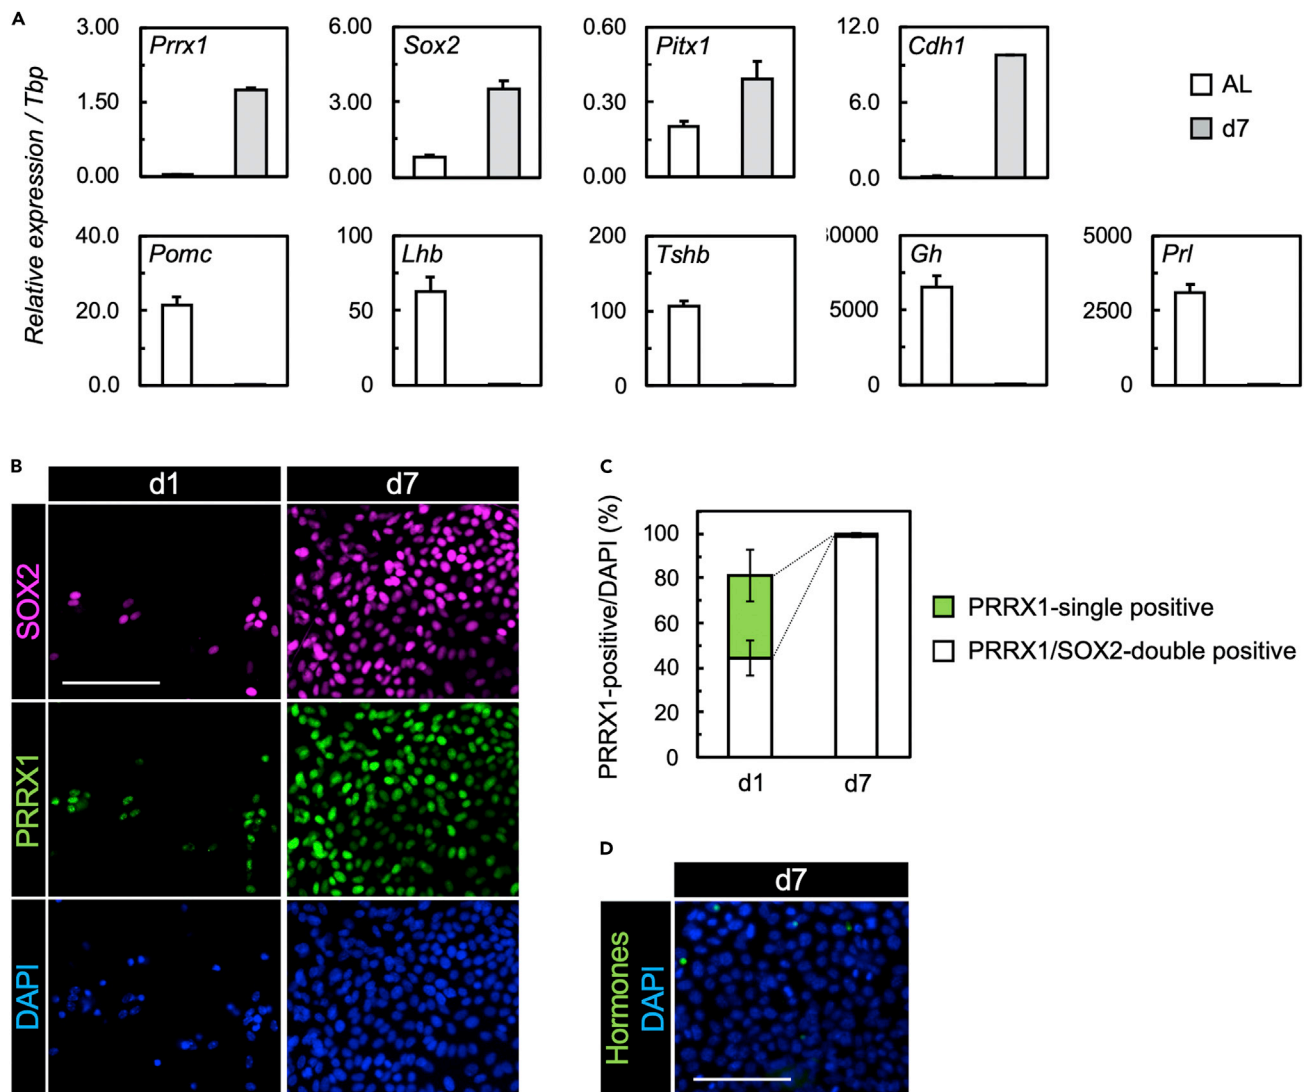 A
Relative expression / Tbp
3.00
1.50
0.00
Prrx1
6.00
3.00
0.00
Sox2
0.60
0.30
0.00
Pitx1
12.0
6.0
0.0
Cdh1
AL
d7
40.0
20.0
0.0
Pomc
100
50
0
Lhb
200
100
0
Tshb
0000
5000
0
Gh
5000
2500
0
Prl
B
d1
d7
SOX2
PRRX1
DAPI
C
PRRX1-positive/DAPI (%)
100
80
60
40
20
0
d1
d7
PRRX1-single positive
PRRX1/SOX2-double positive
D
d7
Hormones
DAPI